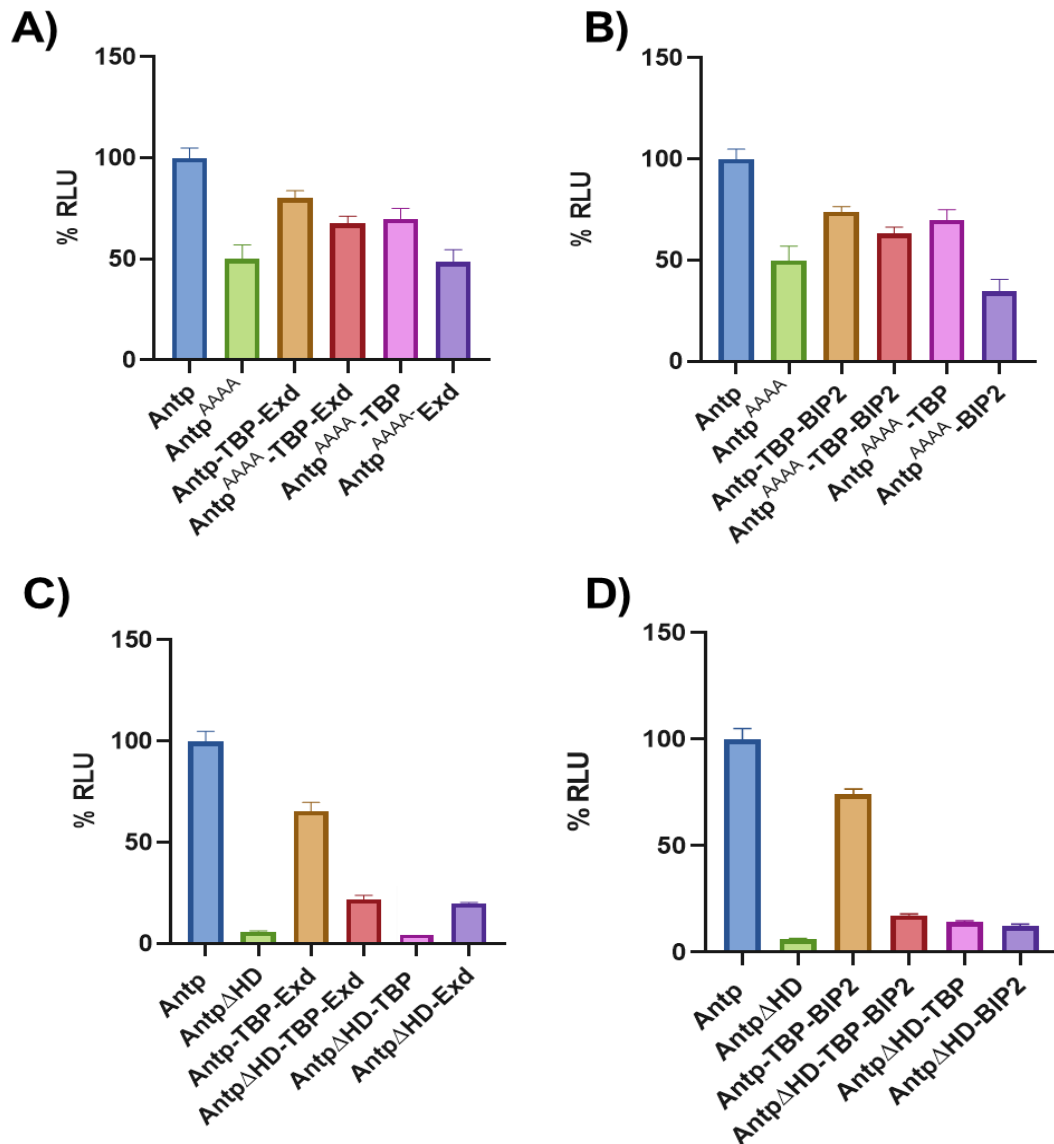 A)
150
100
50
0
% RLU
Antp
Antp^AAAA
Antp-TBP-Exd
Antp^AAAA-TBP-Exd
Antp^AAAA-TBP
Antp^AAAA-Exd
B)
150
100
50
0
% RLU
Antp
Antp^AAAA
Antp-TBP-BIP2
Antp^AAAA-TBP-BIP2
Antp^AAAA-TBP
Antp^AAAA-BIP2
C)
150
100
50
0
% RLU
Antp
AntpΔHD
Antp-TBP-Exd
AntpΔHD-TBP-Exd
AntpΔHD-TBP
AntpΔHD-Exd
D)
150
100
50
0
% RLU
Antp
AntpΔHD
Antp-TBP-BIP2
AntpΔHD-TBP-BIP2
AntpΔHD-TBP
AntpΔHD-BIP2